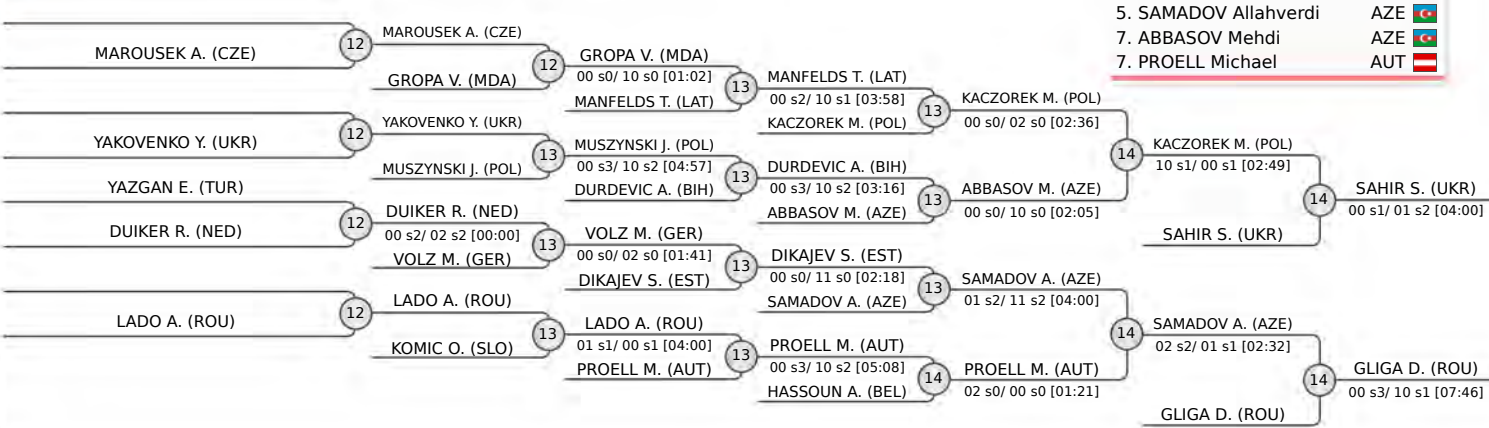 5. SAMADOV Allahverdi AZE
7. ABBASOV Mehdi AZE
7. PROELL Michael AUT
12
MAROUSEK A. (CZE)
MAROUSEK A. (CZE)
12
GROPA V. (MDA)
GROPA V. (MDA)
00 s0/ 10 s0 [01:02]
13
MANFELDS T. (LAT)
MANFELDS T. (LAT)
00 s2/ 10 s1 [03:58]
13
KACZOREK M. (POL)
KACZOREK M. (POL)
00 s0/ 02 s0 [02:36]
12
YAKOVENKO Y. (UKR)
YAKOVENKO Y. (UKR)
13
MUSZYNSKI J. (POL)
MUSZYNSKI J. (POL)
00 s3/ 10 s2 [04:57]
13
DURDEVIC A. (BIH)
DURDEVIC A. (BIH)
00 s3/ 10 s2 [03:16]
13
ABBASOV M. (AZE)
ABBASOV M. (AZE)
00 s0/ 10 s0 [02:05]
14
KACZOREK M. (POL)
10 s1/ 00 s1 [02:49]
14
SAHIR S. (UKR)
SAHIR S. (UKR)
00 s1/ 01 s2 [04:00]
YAZGAN E. (TUR)
12
DUIKER R. (NED)
DUIKER R. (NED)
00 s2/ 02 s2 [00:00]
13
VOLZ M. (GER)
VOLZ M. (GER)
00 s0/ 02 s0 [01:41]
13
DIKAJEV S. (EST)
DIKAJEV S. (EST)
00 s0/ 11 s0 [02:18]
13
SAMADOV A. (AZE)
SAMADOV A. (AZE)
01 s2/ 11 s2 [04:00]
12
LADO A. (ROU)
LADO A. (ROU)
13
KOMIC O. (SLO)
LADO A. (ROU)
01 s1/ 00 s1 [04:00]
13
PROELL M. (AUT)
PROELL M. (AUT)
00 s3/ 10 s2 [05:08]
14
HASSOUN A. (BEL)
PROELL M. (AUT)
02 s0/ 00 s0 [01:21]
14
SAMADOV A. (AZE)
02 s2/ 01 s1 [02:32]
14
GLIGA D. (ROU)
GLIGA D. (ROU)
00 s3/ 10 s1 [07:46]